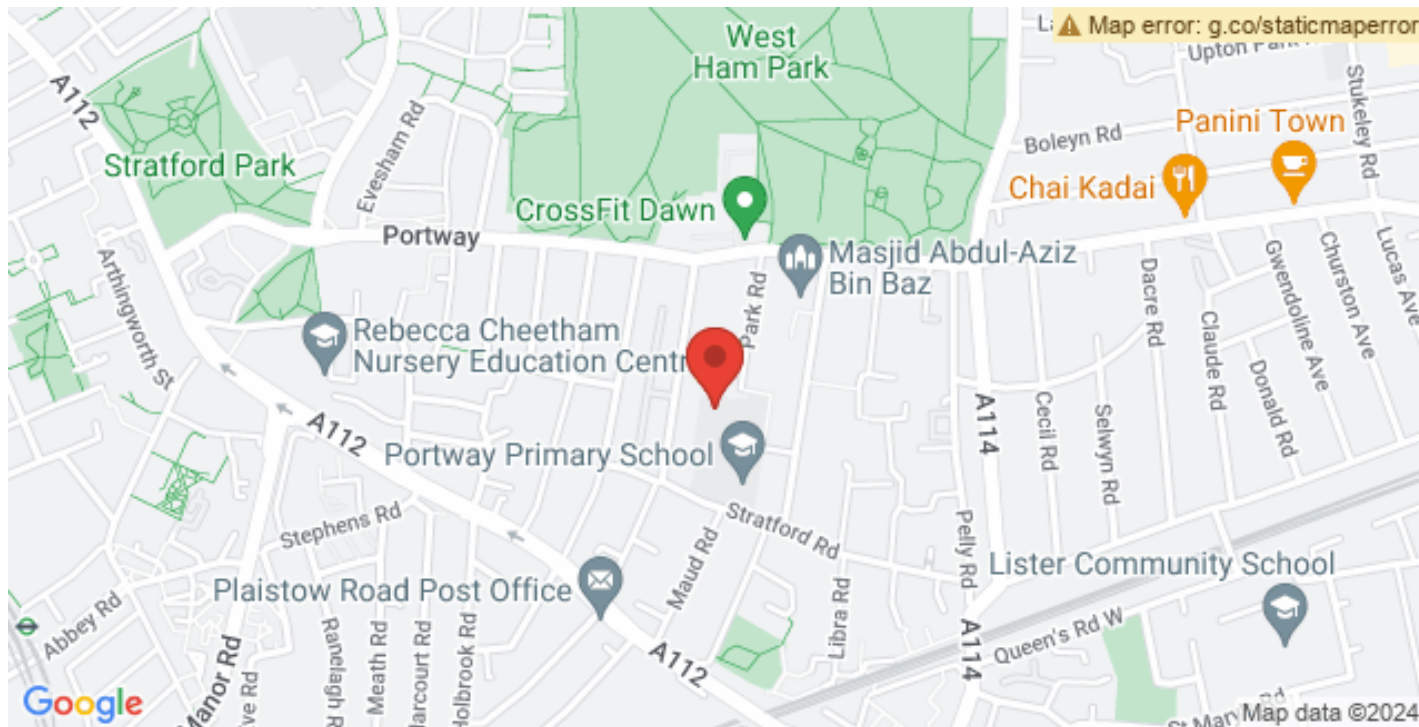 West
Ham Park
Map error: g.co/staticmaperror
Upton Park
A112
Stratford Park
Evesham Rd
Boleyn Rd
Panini Town
Stukeley Rd
Chai Kadai
CrossFit Dawn
Portway
Masjid Abdul-Aziz
Bin Baz
Arthingworth St
Park Rd
Dacre Rd
Claude Rd
Gwendoline Ave
Churston Ave
Lucas Ave
Rebecca Cheetham
Nursery Education Centr
Donald Rd
A112
A114
Cecil Rd
Selwyn Rd
Portway Primary School
Stephens Rd
Stratford Rd
Pelly Rd
Maud Rd
Lister Community School
Plaistow Road Post Office
Libra Rd
Abbey Rd
Manor Rd
Ranelagh R
Meath Rd
Harcourt Rd
Holbrook Rd
A112
A114
Queen's Rd W
ve Rd
Google
St Mary
Rd
Map data ©2024